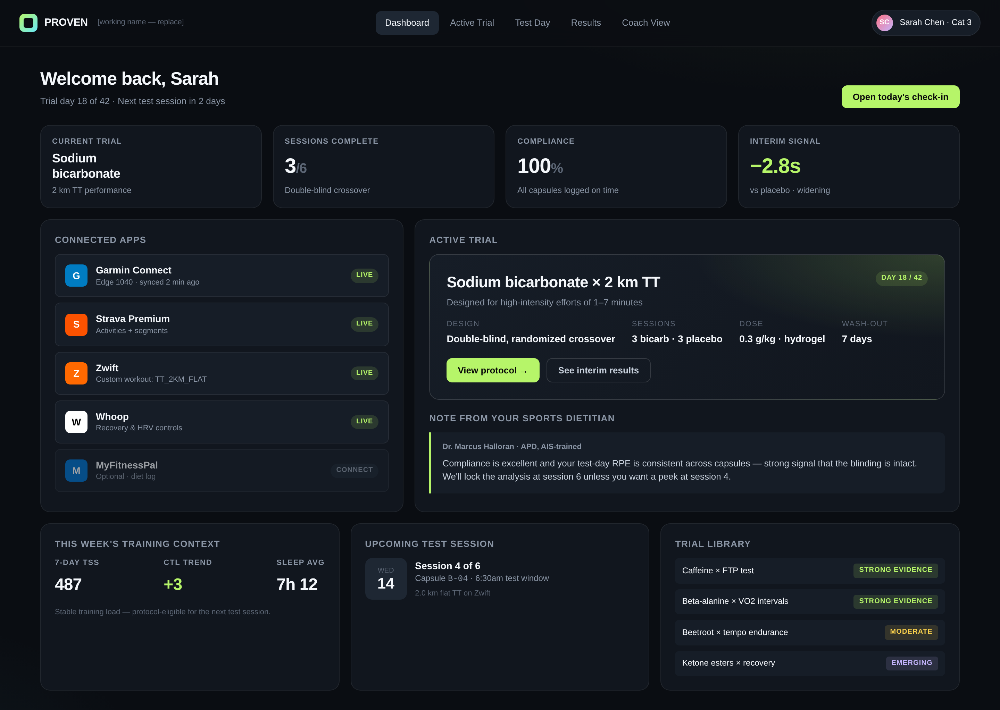 PROVEN
[working name — replace]
Dashboard
Active Trial
Test Day
Results
Coach View
SC
Sarah Chen · Cat 3
Welcome back, Sarah
Trial day 18 of 42 · Next test session in 2 days
Open today's check-in
CURRENT TRIAL
Sodium
bicarbonate
2 km TT performance
SESSIONS COMPLETE
3/6
Double-blind crossover
COMPLIANCE
100%
All capsules logged on time
INTERIM SIGNAL
−2.8s
vs placebo · widening
CONNECTED APPS
G
Garmin Connect
Edge 1040 · synced 2 min ago
LIVE
S
Strava Premium
Activities + segments
LIVE
Z
Zwift
Custom workout: TT_2KM_FLAT
LIVE
W
Whoop
Recovery & HRV controls
LIVE
M
MyFitnessPal
Optional · diet log
CONNECT
ACTIVE TRIAL
Sodium bicarbonate × 2 km TT
DAY 18 / 42
Designed for high-intensity efforts of 1–7 minutes
DESIGN
Double-blind, randomized crossover
SESSIONS
3 bicarb · 3 placebo
DOSE
0.3 g/kg · hydrogel
WASH-OUT
7 days
View protocol →
See interim results
NOTE FROM YOUR SPORTS DIETITIAN
Dr. Marcus Halloran · APD, AIS-trained
Compliance is excellent and your test-day RPE is consistent across capsules — strong signal that the blinding is intact.
We'll lock the analysis at session 6 unless you want a peek at session 4.
THIS WEEK'S TRAINING CONTEXT
7-DAY TSS
487
CTL TREND
+3
SLEEP AVG
7h 12
Stable training load — protocol-eligible for the next test session.
UPCOMING TEST SESSION
WED
14
Session 4 of 6
Capsule B-04 · 6:30am test window
2.0 km flat TT on Zwift
TRIAL LIBRARY
Caffeine × FTP test
STRONG EVIDENCE
Beta-alanine × VO2 intervals
STRONG EVIDENCE
Beetroot × tempo endurance
MODERATE
Ketone esters × recovery
EMERGING